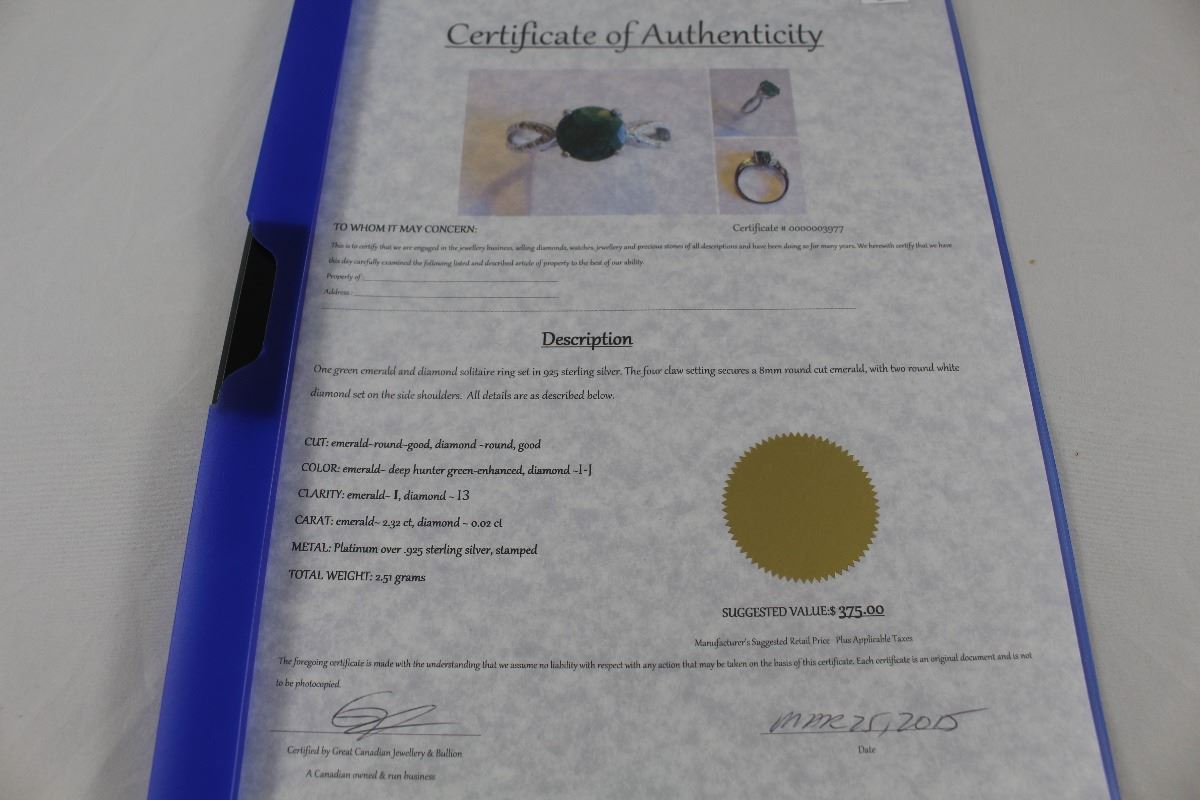 Certificate of Authenticity
TO WHOM IT MAY CONCERN:
Certificate # 0000003977
This is to certify that we are engaged in the jewellery business, selling diamonds, watches, jewellery and precious stones of all descriptions and have been doing so for many years. We herewith certify that we have
this day carefully examined the following listed and described article of property to the best of our ability.
Property of
Address:
Description
One green emerald and diamond solitaire ring set in 925 sterling silver. The four claw setting secures a 8mm round cut emerald, with two round white
diamond set on the side shoulders. All details are as described below.
CUT: emerald-round-good, diamond -round, good
COLOR: emerald- deep hunter green-enhanced, diamond -I-J
CLARITY: emerald- I, diamond - I3
CARAT: emerald- 2.32 ct, diamond - 0.02 ct
METAL: Platinum over .925 sterling silver, stamped
TOTAL WEIGHT: 2.51 grams
SUGGESTED VALUE:$ 375.00
Manufacturer's Suggested Retail Price Plus Applicable Taxes
The foregoing certificate is made with the understanding that we assume no liability with respect with any action that may be taken on the basis of this certificate. Each certificate is an original document and is not
to be photocopied.
MAR 25, 2015
Certified by Great Canadian Jewellery & Bullion
Date
A Canadian owned & run business